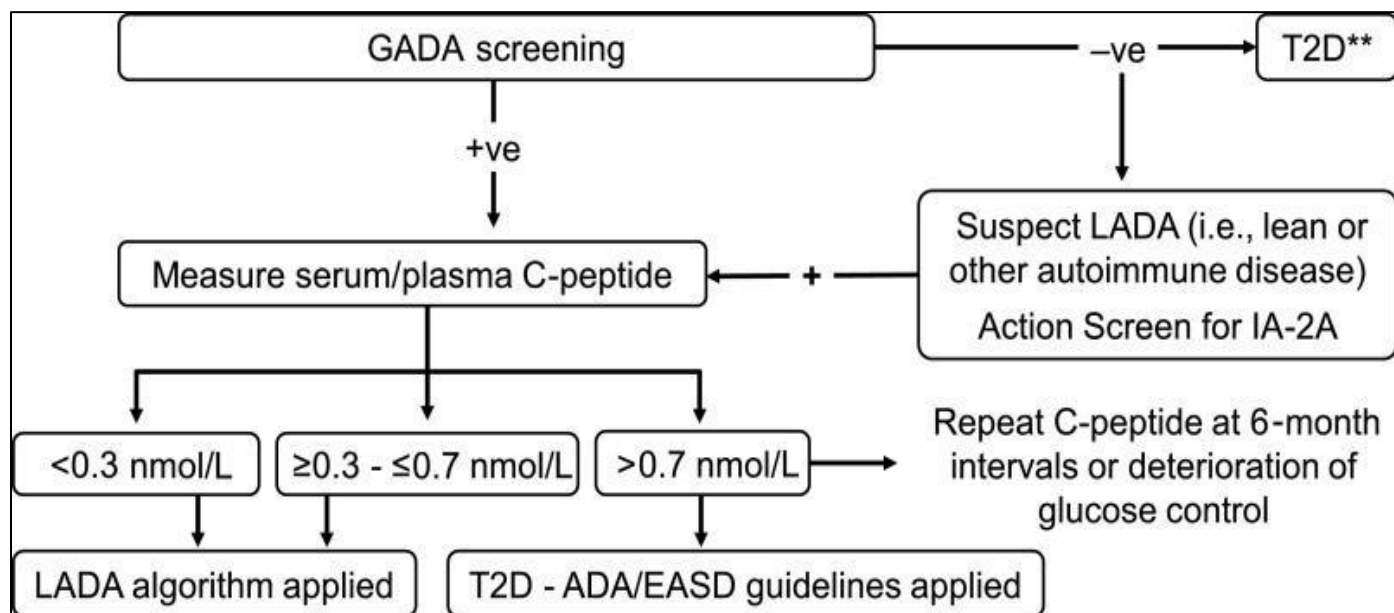 GADA screening
–ve
T2D**
+ve
Suspect LADA (i.e., lean or
other autoimmune disease)
Action Screen for IA-2A
Measure serum/plasma C-peptide
+
<0.3 nmol/L
≥0.3 - ≤0.7 nmol/L
>0.7 nmol/L
Repeat C-peptide at 6-month
intervals or deterioration of
glucose control
LADA algorithm applied
T2D - ADA/EASD guidelines applied